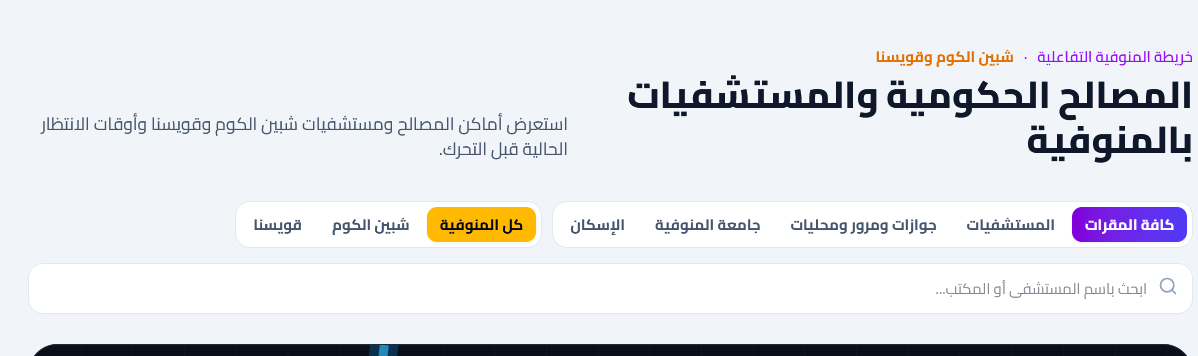 خريطة المنوفية التفاعلية · شبين الكوم وقويسنا
المصالح الحكومية والمستشفيات
بالمنوفية
استعرض أماكن المصالح ومستشفيات شبين الكوم وقويسنا وأوقات الانتظار
الحالية قبل التحرك.
كافة المقرات المستشفيات جوازات ومرور ومحليات جامعة المنوفية الإسكان
كل المنوفية شبين الكوم قويسنا
ابحث باسم المستشفى أو المكتب...